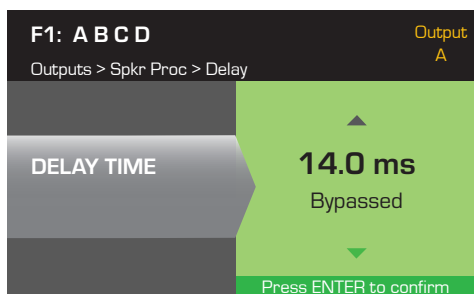 F1: A B C D
Output
A
Outputs > Spkr Proc > Delay
DELAY TIME
14.0 ms
Bypassed
Press ENTER to confirm